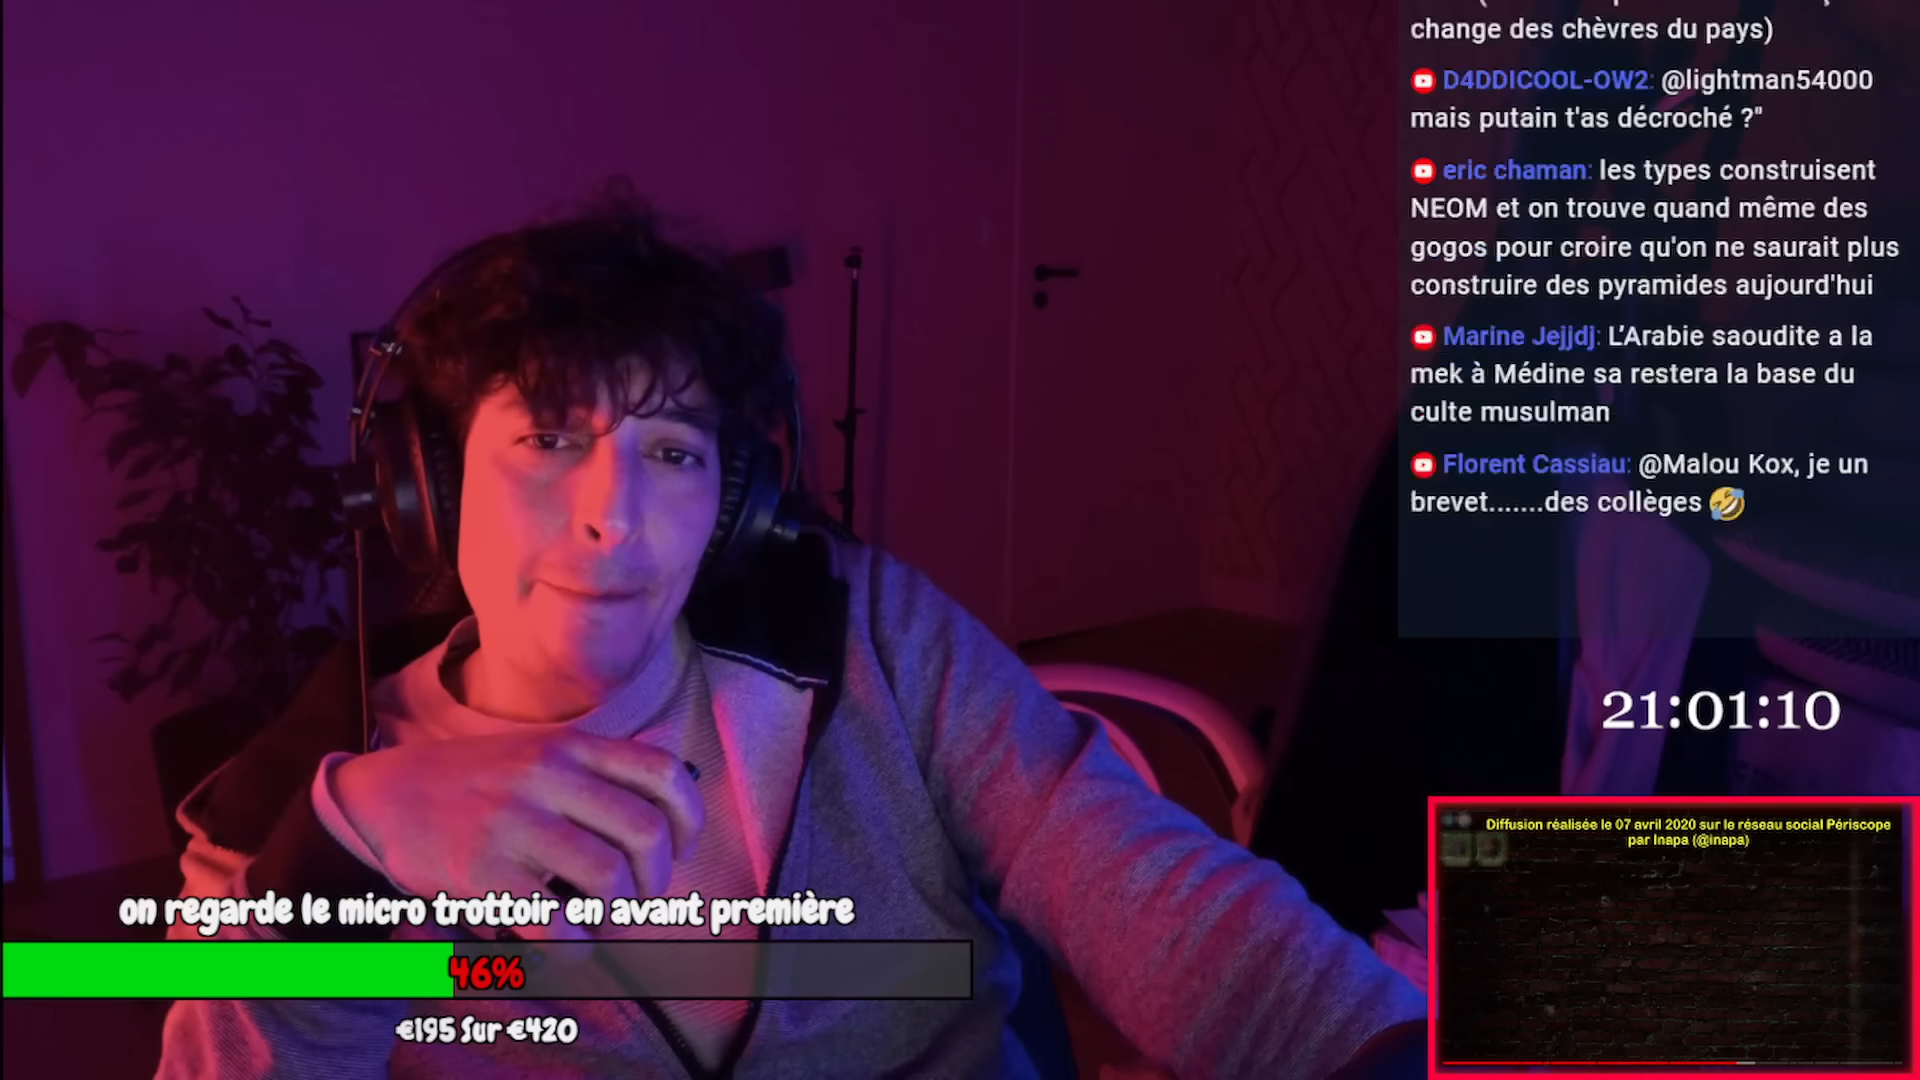 change des chèvres du pays)
D4DDICOOL-OW2: @lightman54000
mais putain t'as décroché ?"
eric chaman: les types construisent
NEOM et on trouve quand même des
gogos pour croire qu'on ne saurait plus
construire des pyramides aujourd'hui
Marine Jejjdj: L'Arabie saoudite a la
mek à Médine sa restera la base du
culte musulman
Florent Cassiau: @Malou Kox, je un
brevet.......des collèges 🤣
21:01:10
Diffusion réalisée le 07 avril 2020 sur le réseau social Périscope
par Inapa (@inapa)
on regarde le micro trottoir en avant première
46%
€195 Sur €420